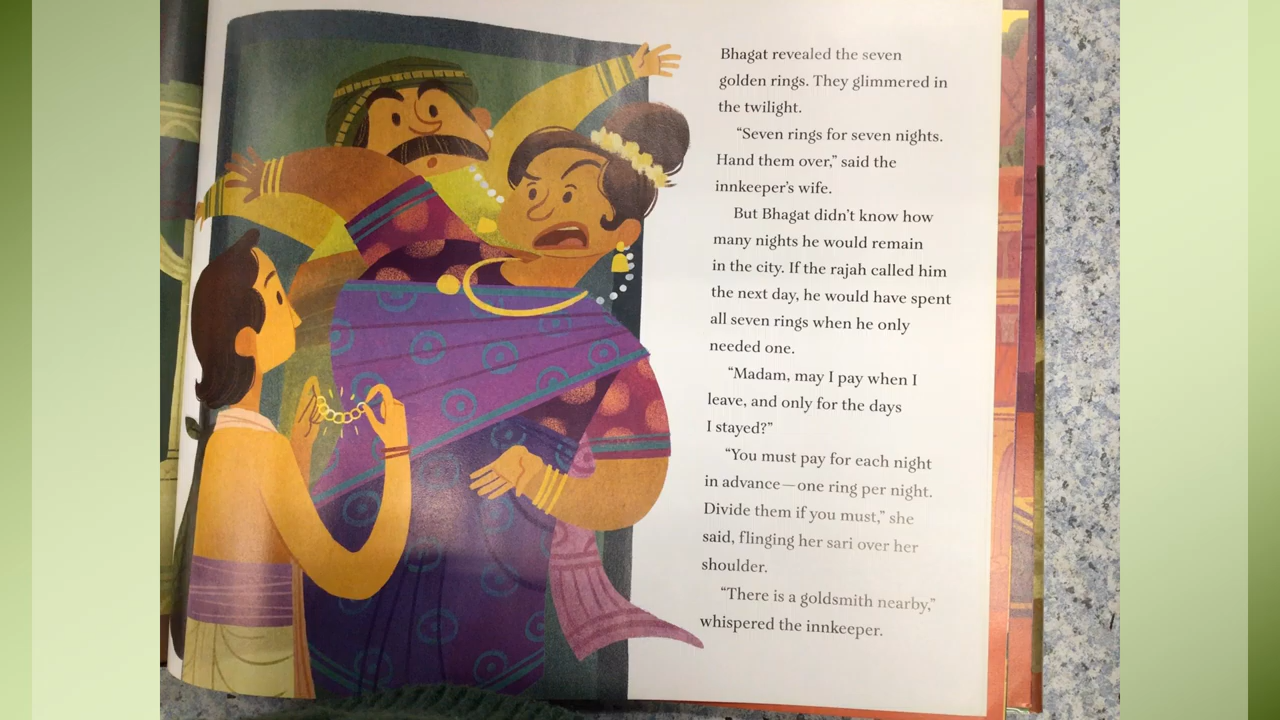 Bhagat revealed the seven
golden rings. They glimmered in
the twilight.
“Seven rings for seven nights.
Hand them over,” said the
innkeeper’s wife.
But Bhagat didn’t know how
many nights he would remain
in the city. If the rajah called him
the next day, he would have spent
all seven rings when he only
needed one.
“Madam, may I pay when I
leave, and only for the days
I stayed?”
“You must pay for each night
in advance—one ring per night.
Divide them if you must,” she
said, flinging her sari over her
shoulder.
“There is a goldsmith nearby,”
whispered the innkeeper.